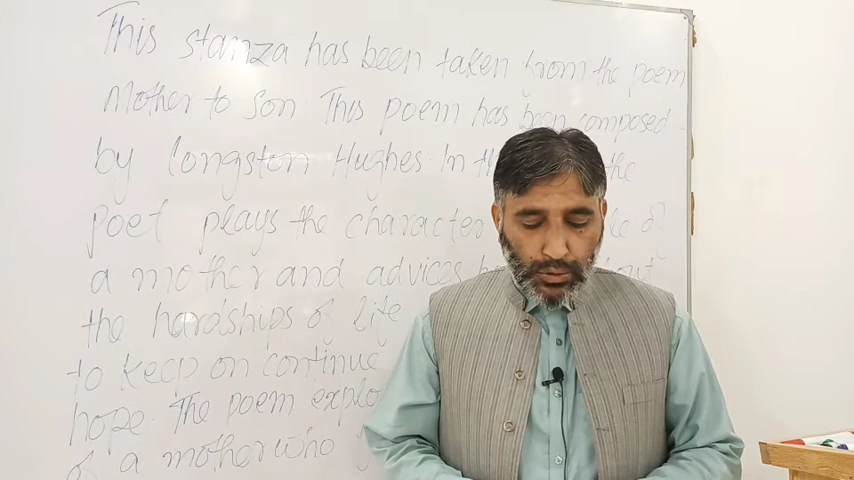 This stanza has been taken from the poem
Mother to Son. This poem has been composed
by Longston Hughes. In the
poet plays the character of
a mother and advices
the hardships of life
to keep on continue
hope. The poem
of a mother who